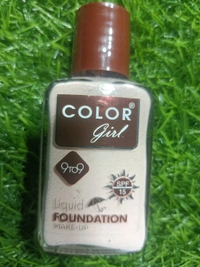 COLOR®
Girl
9TO9
SPF
15
Liquid
FOUNDATION
MAKE-UP